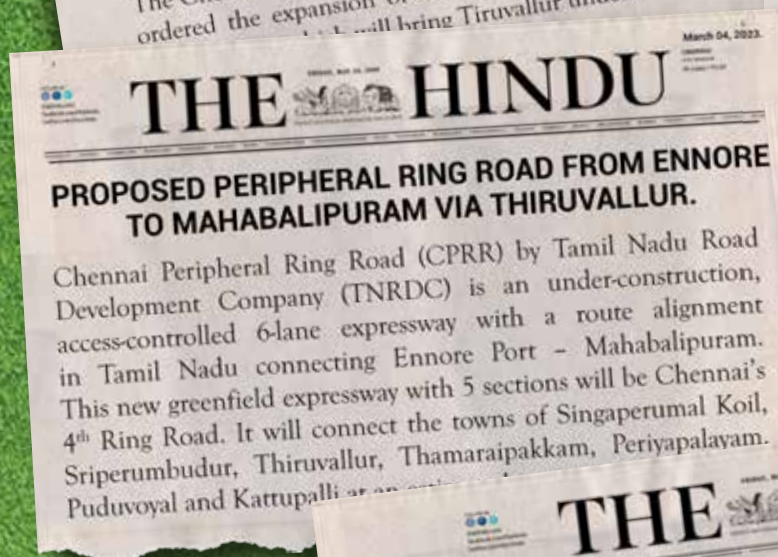 The
ordered the expansion
will bring Tiruvallur
March 04, 2023.
THE HINDU
PROPOSED PERIPHERAL RING ROAD FROM ENNORE
TO MAHABALIPURAM VIA THIRUVALLUR.
Chennai Peripheral Ring Road (CPRR) by Tamil Nadu Road
Development Company (TNRDC) is an under-construction,
access-controlled 6-lane expressway with a route alignment
in Tamil Nadu connecting Ennore Port – Mahabalipuram.
This new greenfield expressway with 5 sections will be Chennai's
4th Ring Road. It will connect the towns of Singaperumal Koil,
Sriperumbudur, Thiruvallur, Thamaraipakkam, Periyapalayam.
Puduvoyal and Kattupalli at an
THE